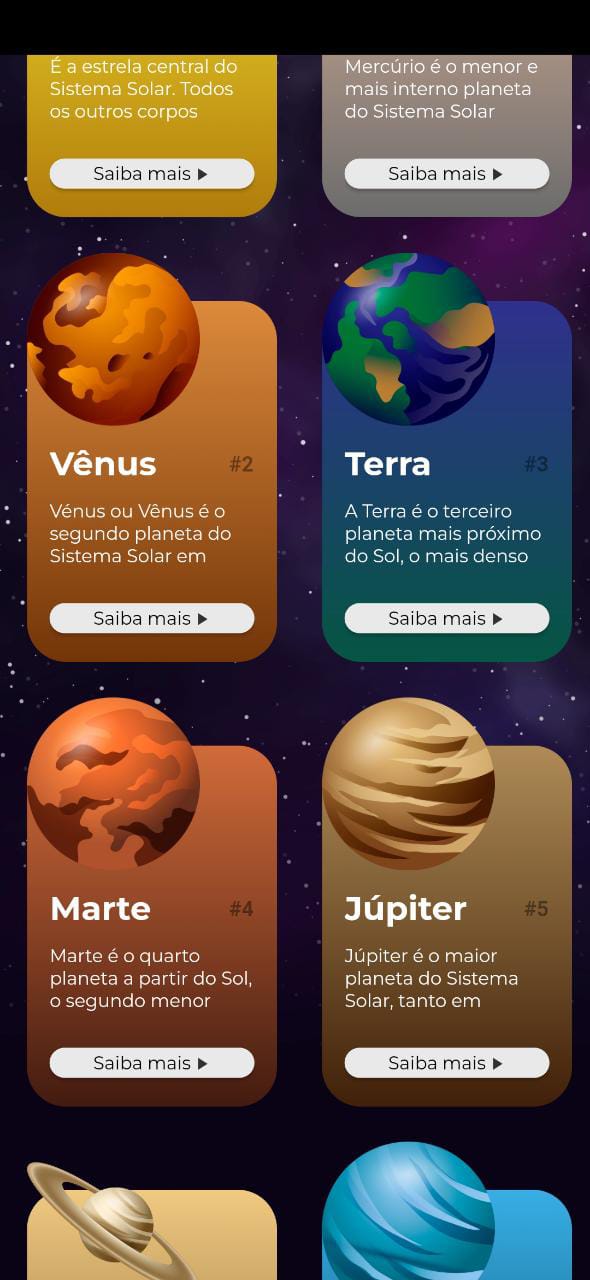 É a estrela central do
Sistema Solar. Todos
os outros corpos
Saiba mais
Mercúrio é o menor e
mais interno planeta
do Sistema Solar
Saiba mais
Vênus
#2
Vénus ou Vênus é o
segundo planeta do
Sistema Solar em
Saiba mais
Terra
#3
A Terra é o terceiro
planeta mais próximo
do Sol, o mais denso
Saiba mais
Marte
#4
Marte é o quarto
planeta a partir do Sol,
o segundo menor
Saiba mais
Júpiter
#5
Júpiter é o maior
planeta do Sistema
Solar, tanto em
Saiba mais